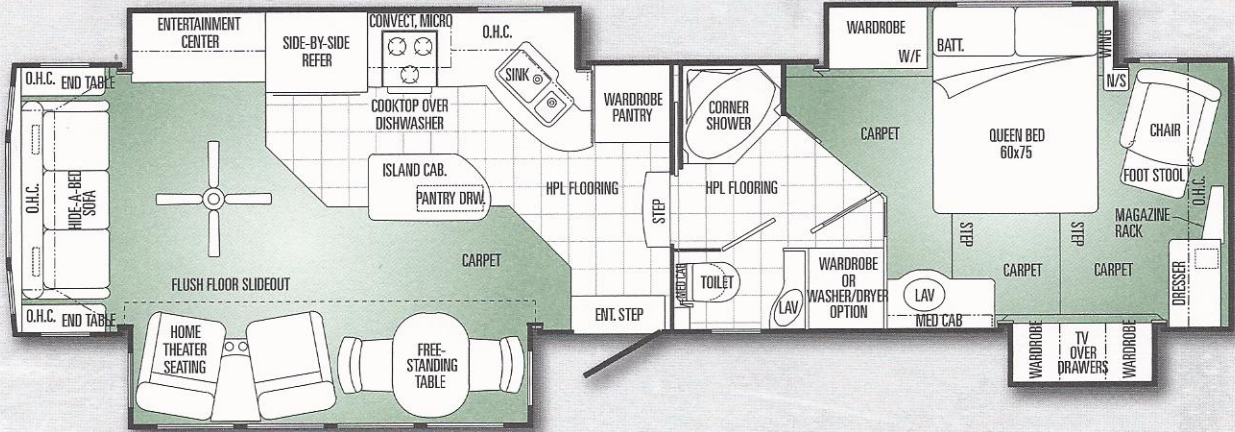 ENTERTAINMENT
CENTER
SIDE-BY-SIDE
REFER
CONVECT, MICRO
O.H.C.
SINK
COOKTOP OVER
DISHWASHER
WARDROBE
PANTRY
O.H.C.
END TABLE
O.H.C.
HIDE-A-BED
SOFA
O.H.C.
END TABLE
ISLAND CAB.
PANTRY DRW.
HPL FLOORING
STEP
CARPET
FLUSH FLOOR SLIDEOUT
HOME
THEATER
SEATING
FREE-
STANDING
TABLE
ENT. STEP
CORNER
SHOWER
HPL FLOORING
MED CAB
TOILET
LAV
WARDROBE
OR
WASHER/DRYER
OPTION
WARDROBE
W/F
BATT.
WING
N/S
CARPET
QUEEN BED
60x75
CHAIR
FOOT STOOL
O.H.C.
MAGAZINE
RACK
STEP
STEP
CARPET
CARPET
DRESSER
LAV
MED CAB
WARDROBE
TV
OVER
DRAWERS
WARDROBE